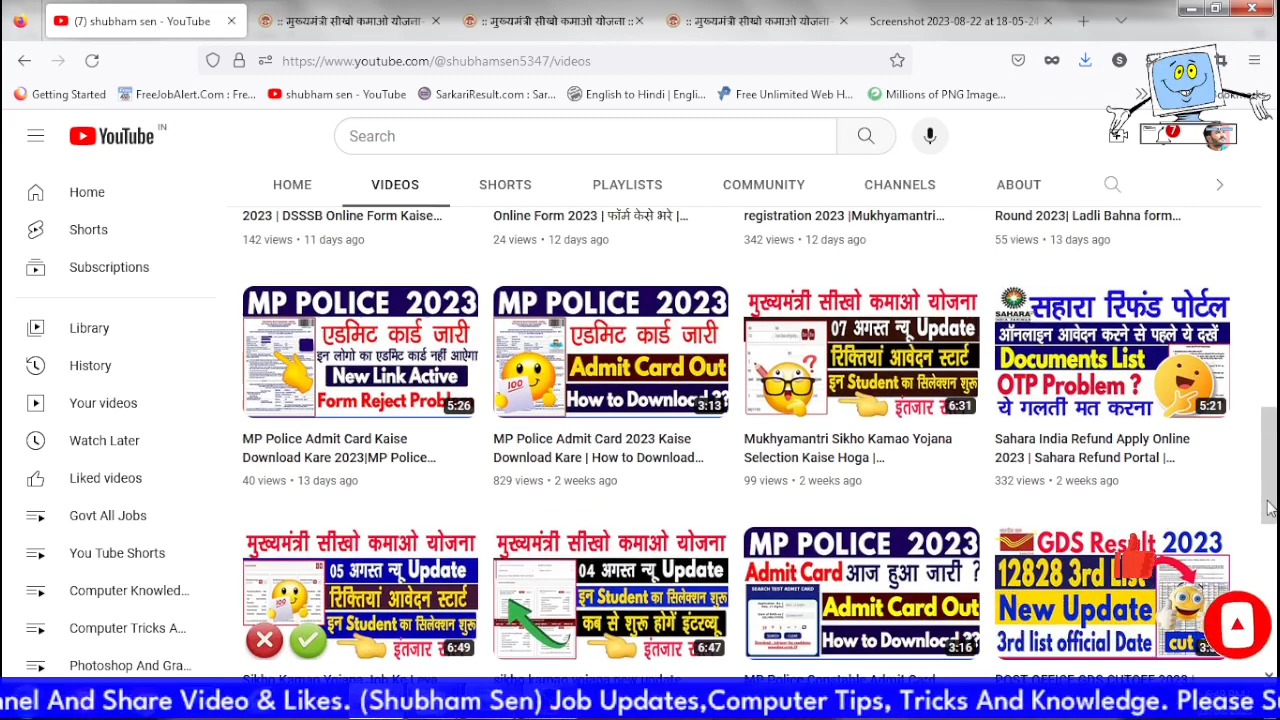 (7) shubham sen - YouTube
:: मुख्यमंत्री सीखो कमाओ योजना-
:: मुख्यमंत्री सीखो कमाओ योजना ::
:: मुख्यमंत्री सीखो कमाओ योजना-
Screenshot 2023-08-22 at 18-05-24
https://www.youtube.com/@shubhamsen5347/videos
Getting Started
FreeJobAlert.Com : Fre...
shubham sen - YouTube
SarkariResult.com : Sar...
English to Hindi | Engli...
Free Unlimited Web H...
Millions of PNG Image...
YouTube IN
Search
7
HOME
VIDEOS
SHORTS
PLAYLISTS
COMMUNITY
CHANNELS
ABOUT
Home
Shorts
Subscriptions
Library
History
Your videos
Watch Later
Liked videos
Govt All Jobs
You Tube Shorts
Computer Knowled...
Computer Tricks A...
Photoshop And Gra...
2023 | DSSSB Online Form Kaise...
142 views • 11 days ago
Online Form 2023 | फॉर्म कैसे भरे |...
24 views • 12 days ago
registration 2023 |Mukhyamantri...
342 views • 12 days ago
Round 2023| Ladli Bahna form...
55 views • 13 days ago
MP POLICE 2023
एडमिट कार्ड जारी
इन लोगो का एडमिट कार्ड नहीं आऐगा
New Link Active
Form Reject Probl
5:26
MP Police Admit Card Kaise
Download Kare 2023|MP Police...
40 views • 13 days ago
MP POLICE 2023
एडमिट कार्ड जारी
Admit Card Out
How to Download
3:13
MP Police Admit Card 2023 Kaise
Download Kare | How to Download...
829 views • 2 weeks ago
मुख्यमंत्री सीखो कमाओ योजना
07 अगस्त न्यू Update
रिक्तियां आवेदन स्टार्ट
इन Student का सिलेक्शन शुरू
इंतजार
6:31
Mukhyamantri Sikho Kamao Yojana
Selection Kaise Hoga |...
99 views • 2 weeks ago
SAHARA
सहारा रिफंड पोर्टल
ऑनलाइन आवेदन करने से पहले ये दखें
Documents List
OTP Problem ?
ये गलती मत करना
5:21
Sahara India Refund Apply Online
2023 | Sahara Refund Portal |...
332 views • 2 weeks ago
मुख्यमंत्री सीखो कमाओ योजना
05 अगस्त न्यू Update
रिक्तियां आवेदन स्टार्ट
इन Student का सिलेक्शन शुरू
इंतजार
6:49
मुख्यमंत्री सीखो कमाओ योजना
04 अगस्त न्यू Update
इन Student का सिलेक्शन शुरू
कब से शुरू होगें इंटरव्यू
इंतजार
6:47
MP POLICE 2023
Admit Card आज हुआ जारी ?
Admit Card Out
How to Download
3:16
GDS Result 2023
12828 3rd List
New Update
3rd list official Date
cut
nel And Share Video & Likes. (Shubham Sen) Job Updates,Computer Tips, Tricks And Knowledge. Please S